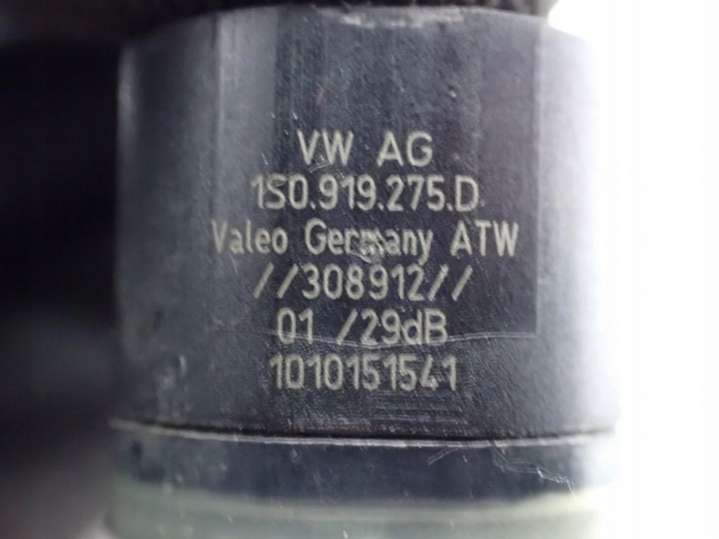 VW AG
1S0.919.275.D
Valeo Germany ATW
//308912//
01 /29dB
1010151541